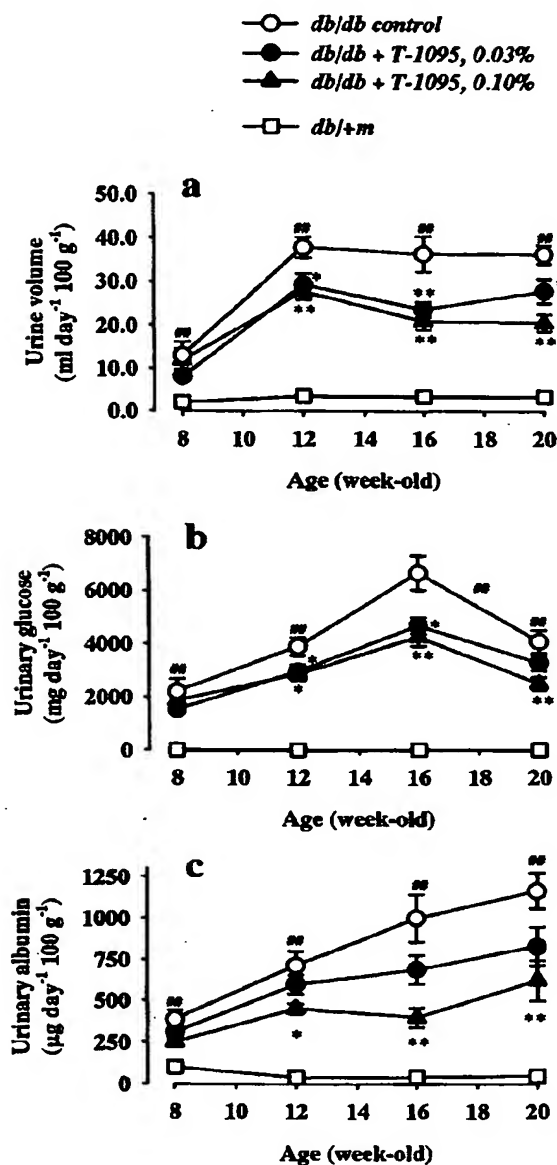 db/db control
db/db + T-1095, 0.03%
db/db + T-1095, 0.10%
db/+m
a
50.0
40.0
30.0
20.0
10.0
0.0
Urine volume
(ml day⁻¹ 100 g⁻¹)
## ## ## ##
* ** ** ** **
8 10 12 14 16 18 20
Age (week-old)
b
8000
6000
4000
2000
0
Urinary glucose
(mg day⁻¹ 100 g⁻¹)
## ## ## ##
* * * ** **
8 10 12 14 16 18 20
Age (week-old)
c
1250
1000
750
500
250
0
Urinary albumin
(µg day⁻¹ 100 g⁻¹)
## ## ## ##
* ** **
8 10 12 14 16 18 20
Age (week-old)